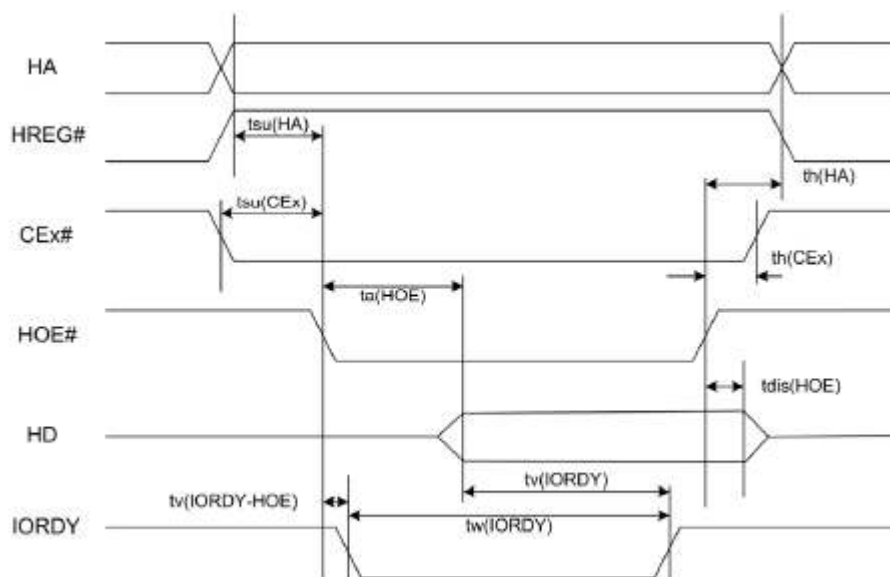 HA
HREG#
tsu(HA)
th(HA)
tsu(CEx)
CEx#
th(CEx)
ta(HOE)
HOE#
tdis(HOE)
HD
tv(IORDY)
tv(IORDY-HOE)
IORDY
tw(IORDY)